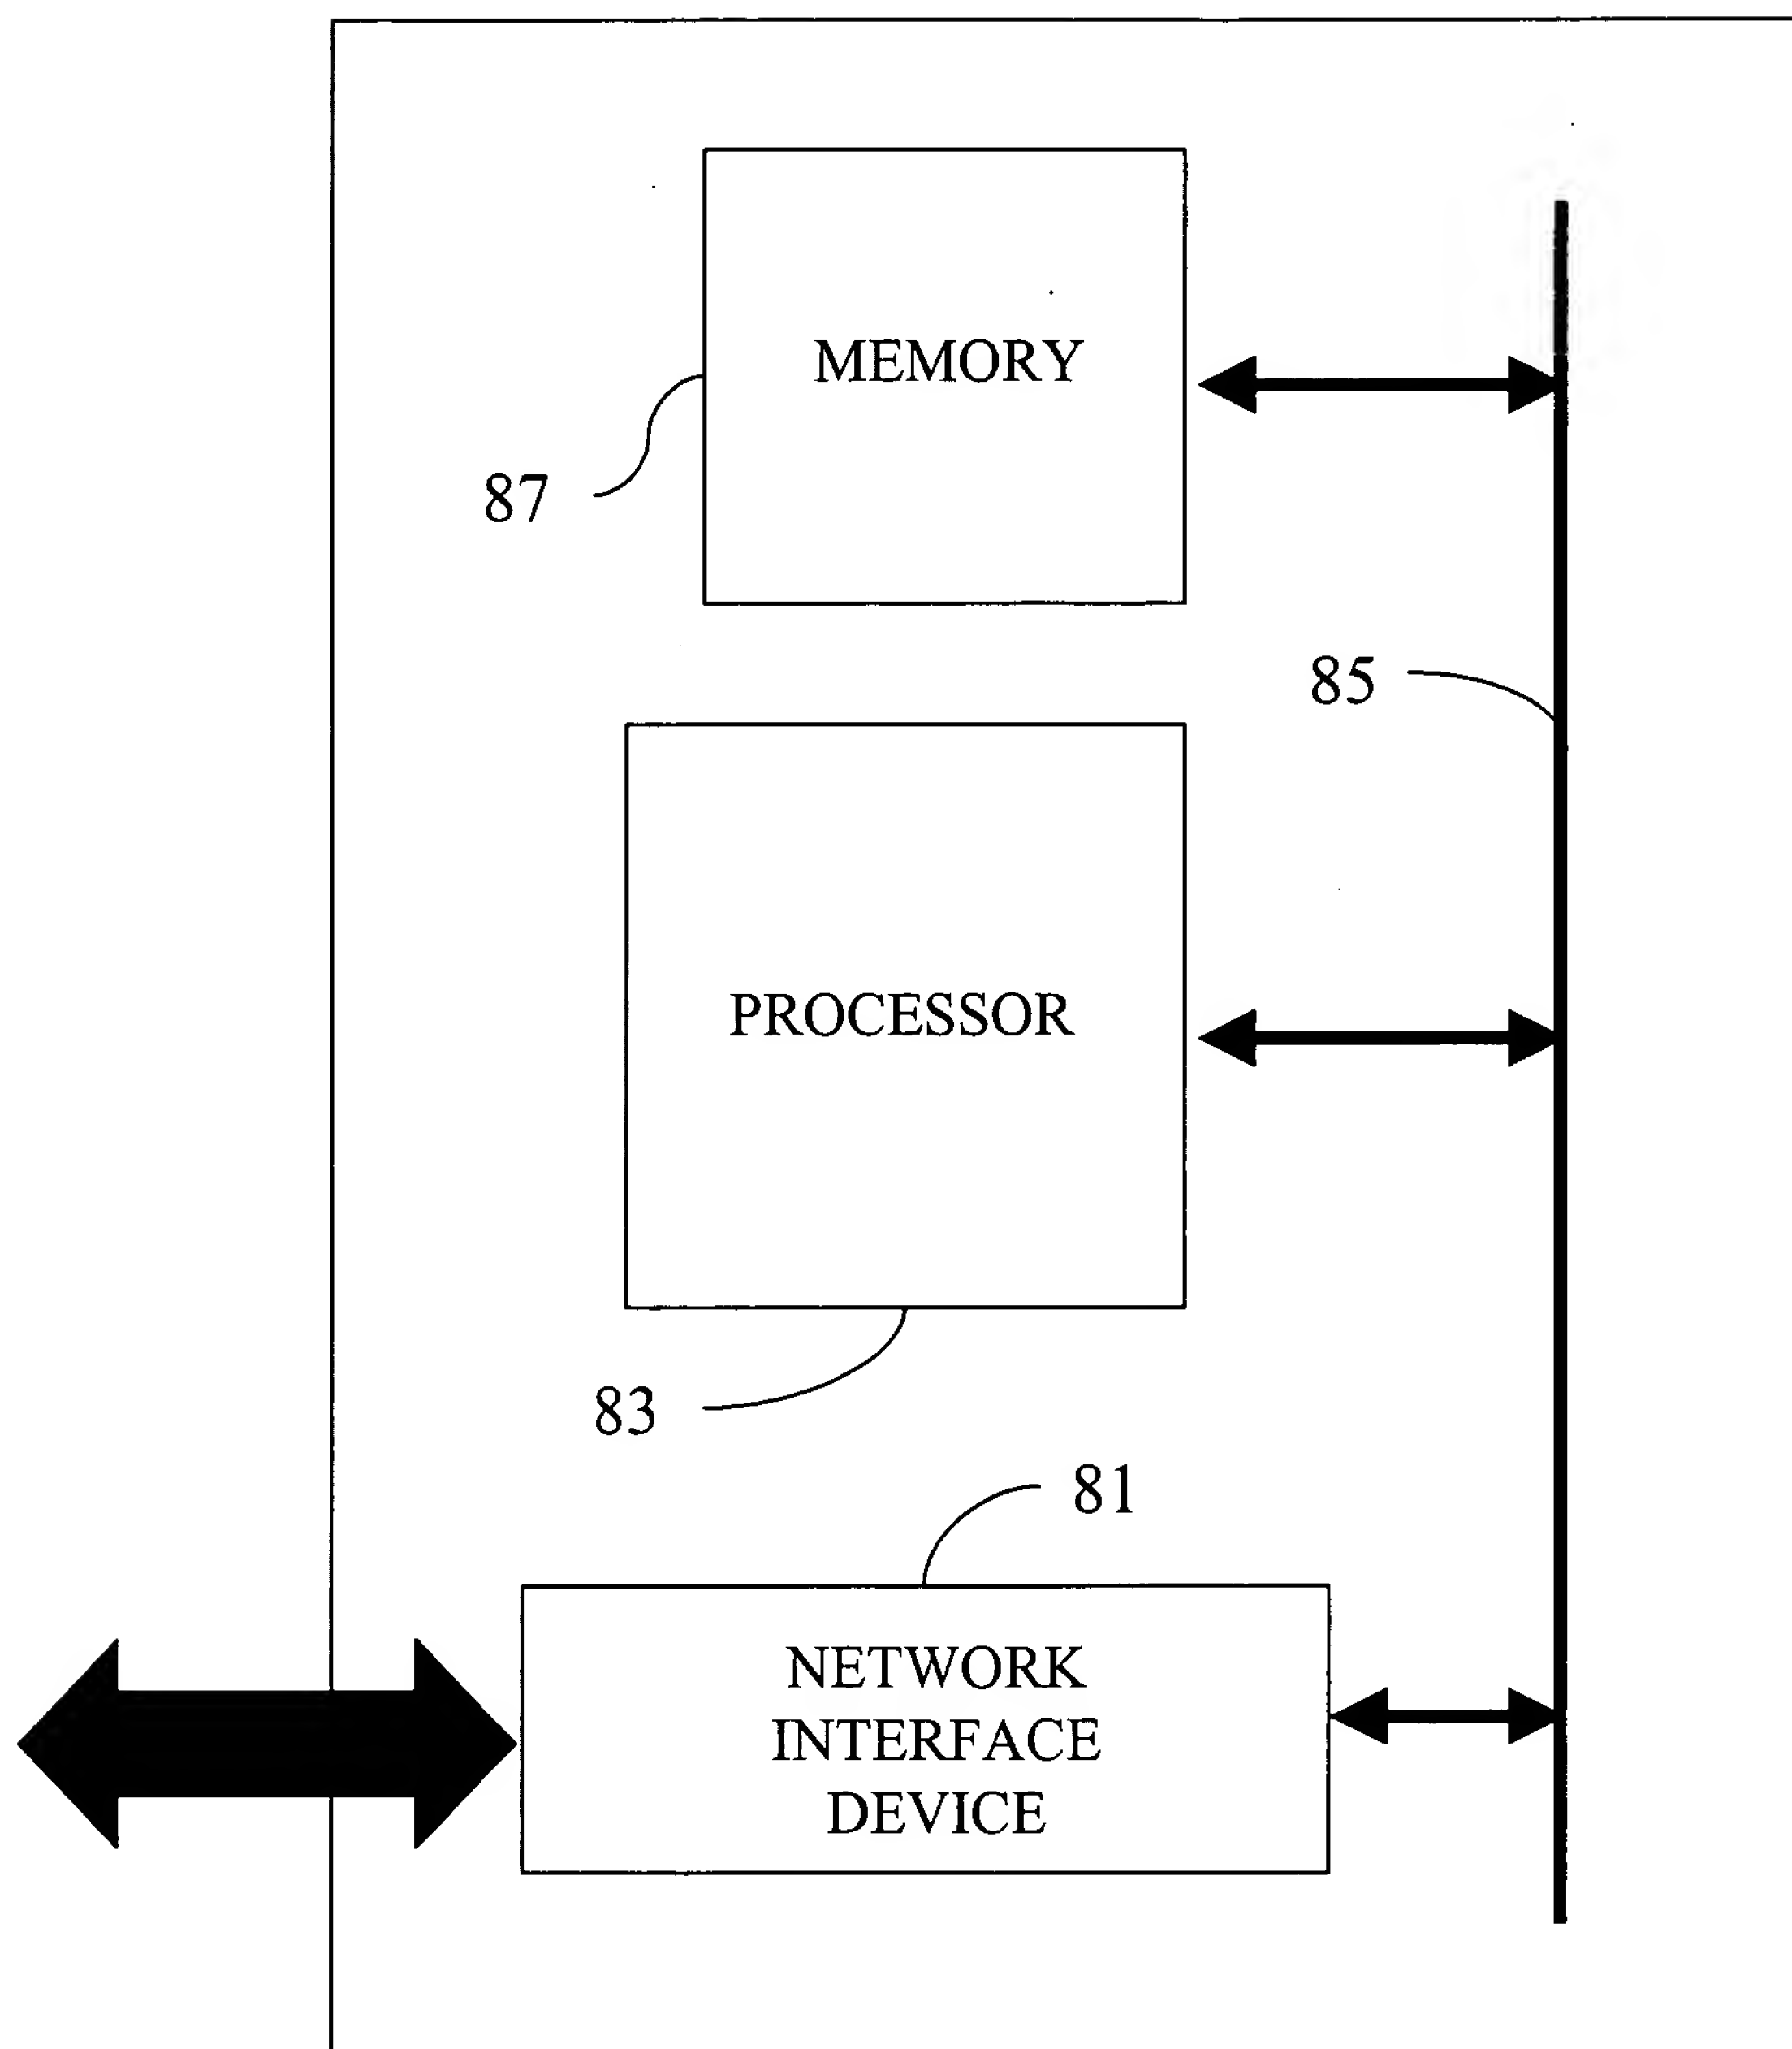 MEMORY
87
85
PROCESSOR
83
81
NETWORK
INTERFACE
DEVICE